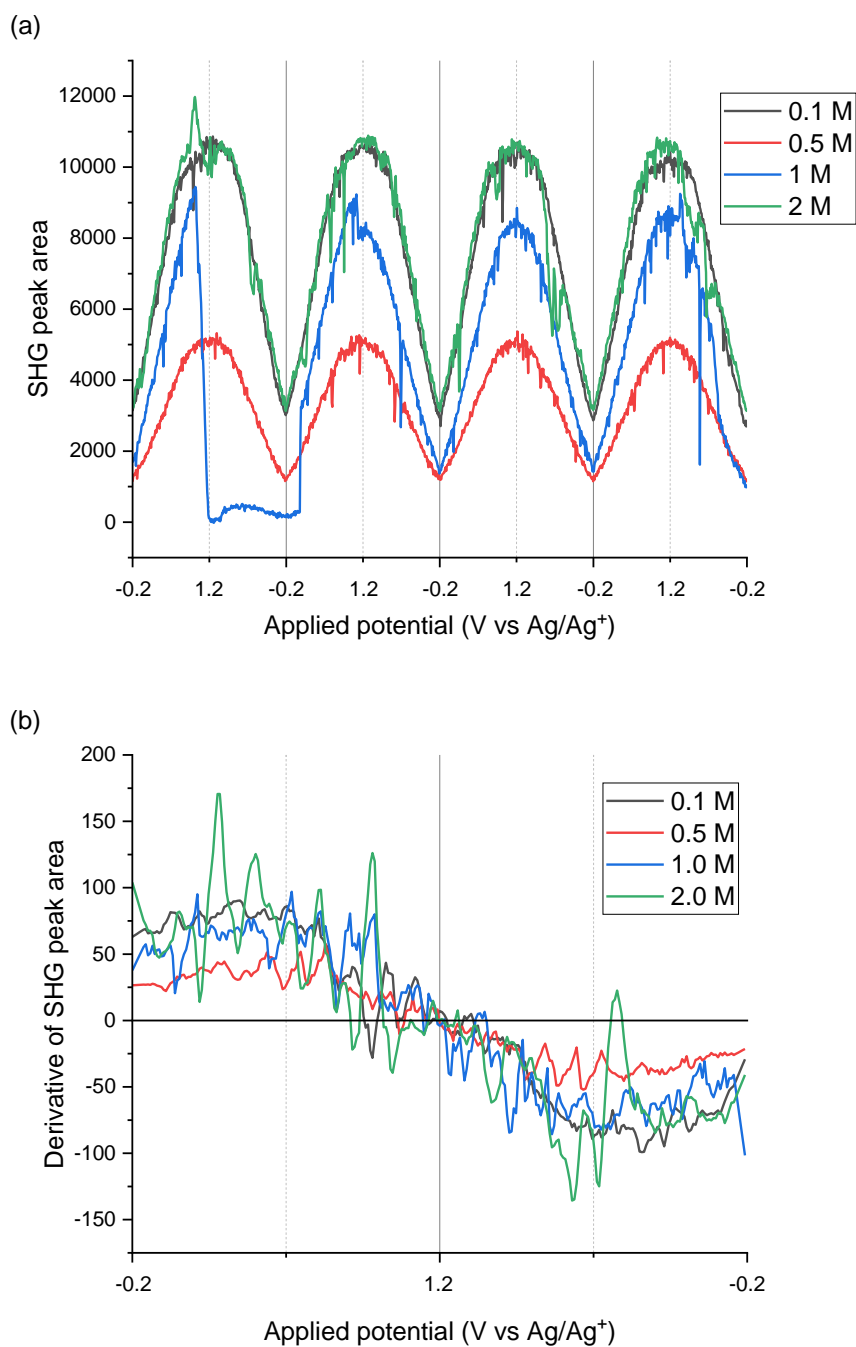 (a)
12000
10000
8000
6000
4000
2000
0
SHG peak area
0.1 M
0.5 M
1 M
2 M
-0.2 1.2 -0.2 1.2 -0.2 1.2 -0.2 1.2 -0.2
Applied potential (V vs Ag/Ag⁺)
(b)
200
150
100
50
0
-50
-100
-150
Derivative of SHG peak area
0.1 M
0.5 M
1.0 M
2.0 M
-0.2 1.2 -0.2
Applied potential (V vs Ag/Ag⁺)